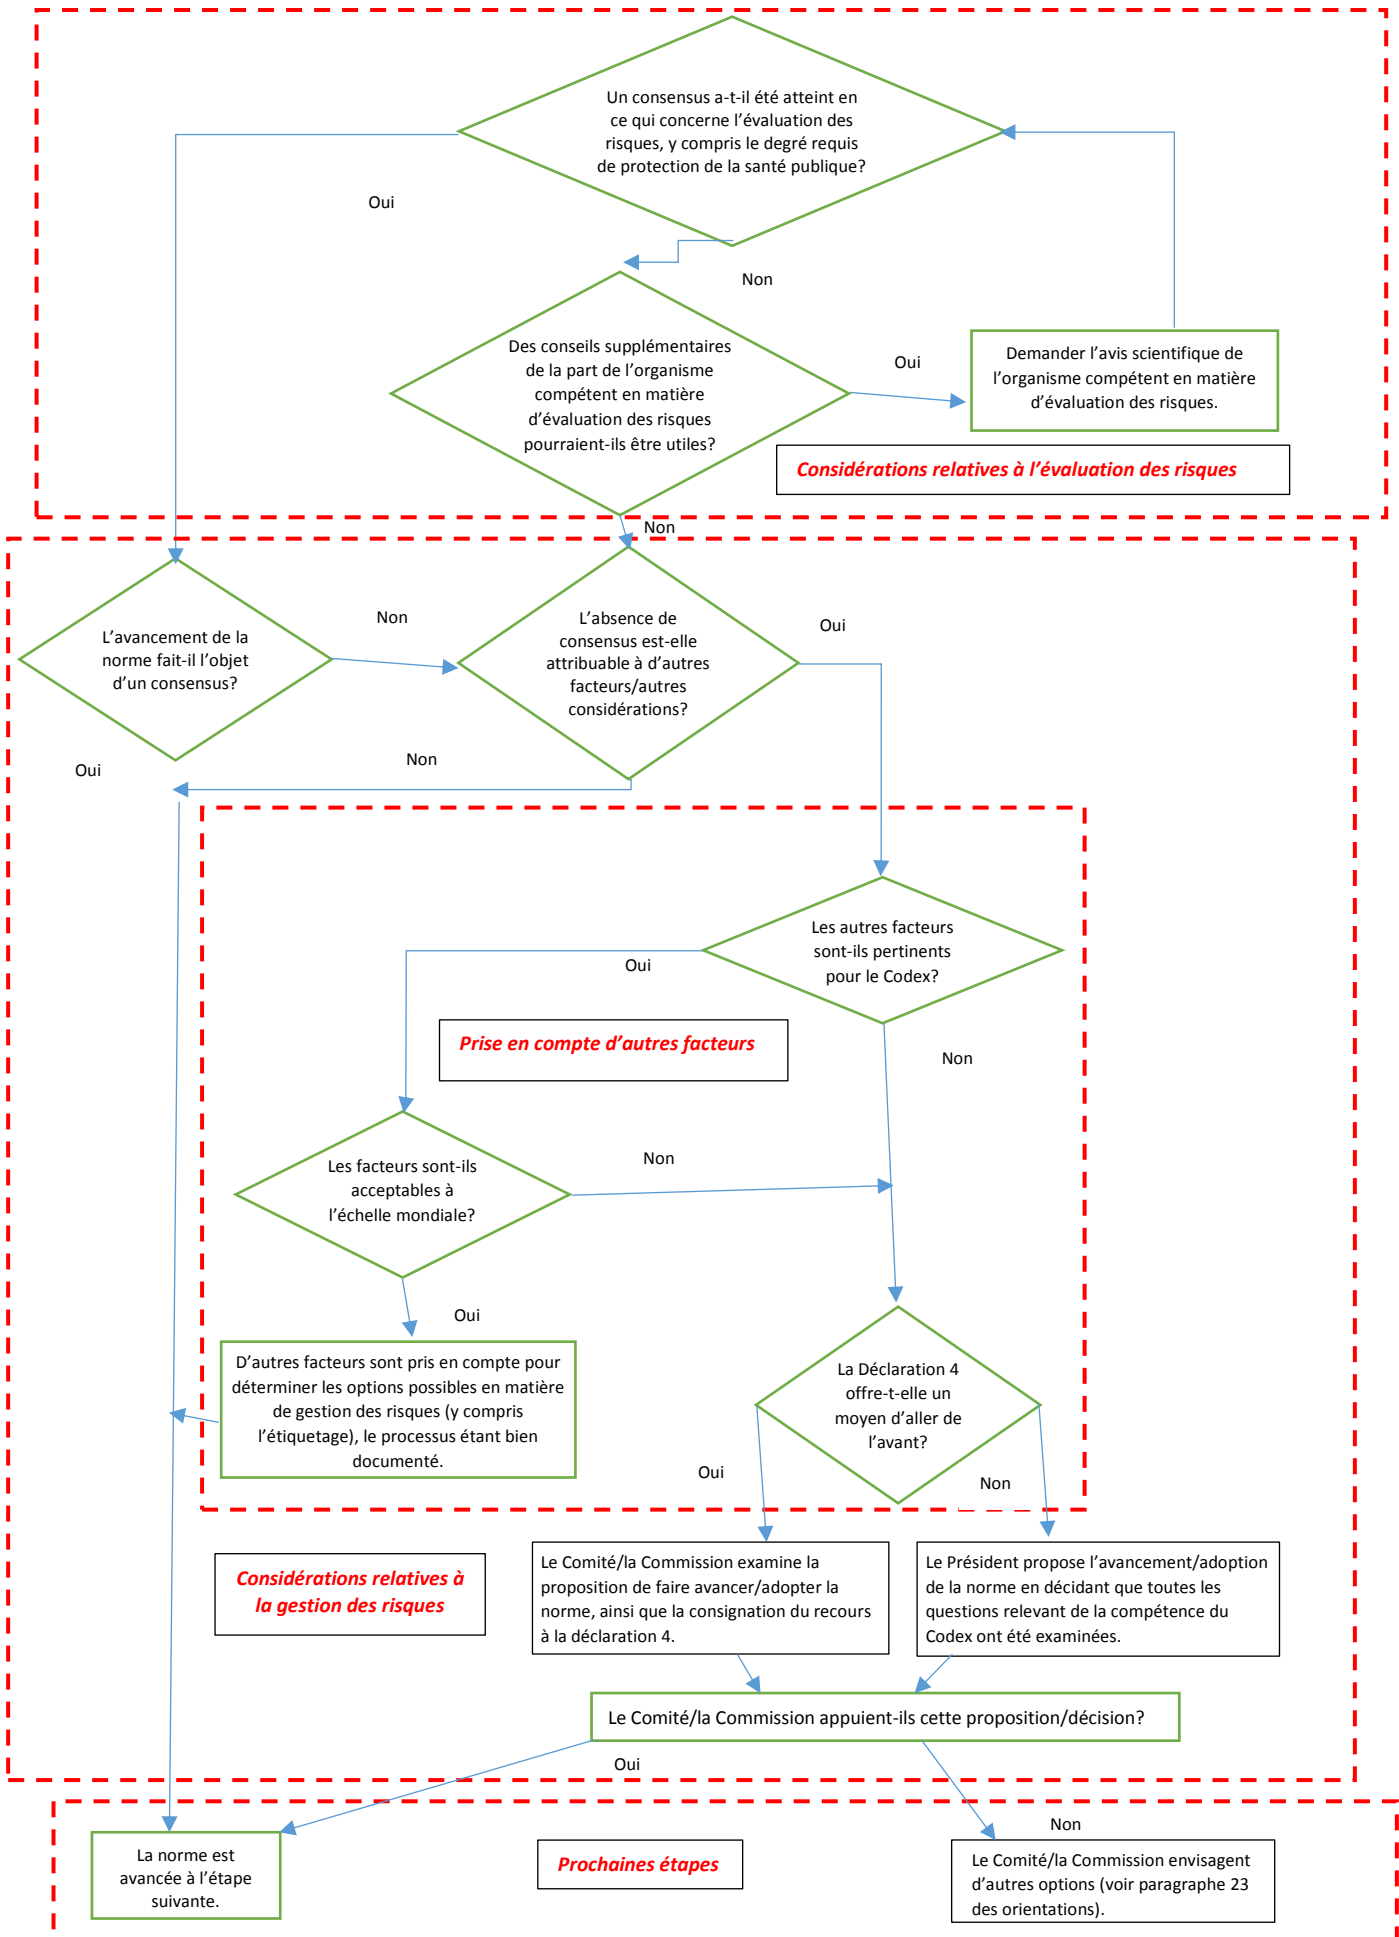 Un consensus a-t-il été atteint en
ce qui concerne l’évaluation des
risques, y compris le degré requis
de protection de la santé publique?
Oui
Non
Des conseils supplémentaires
de la part de l’organisme
compétent en matière
d’évaluation des risques
pourraient-ils être utiles?
Oui
Demander l’avis scientifique de
l’organisme compétent en matière
d’évaluation des risques.
Considérations relatives à l’évaluation des risques
Non
L’avancement de la
norme fait-il l’objet
d’un consensus?
Non
L’absence de
consensus est-elle
attribuable à d’autres
facteurs/autres
considérations?
Oui
Oui
Non
Les autres facteurs
sont-ils pertinents
pour le Codex?
Oui
Prise en compte d’autres facteurs
Non
Les facteurs sont-ils
acceptables à
l’échelle mondiale?
Non
Oui
D’autres facteurs sont pris en compte pour
déterminer les options possibles en matière
de gestion des risques (y compris
l’étiquetage), le processus étant bien
documenté.
La Déclaration 4
offre-t-elle un
moyen d’aller de
l’avant?
Oui
Non
Considérations relatives à
la gestion des risques
Le Comité/la Commission examine la
proposition de faire avancer/adopter la
norme, ainsi que la consignation du recours
à la déclaration 4.
Le Président propose l’avancement/adoption
de la norme en décidant que toutes les
questions relevant de la compétence du
Codex ont été examinées.
Le Comité/la Commission appuient-ils cette proposition/décision?
Oui
Non
La norme est
avancée à l’étape
suivante.
Prochaines étapes
Le Comité/la Commission envisagent
d’autres options (voir paragraphe 23
des orientations).